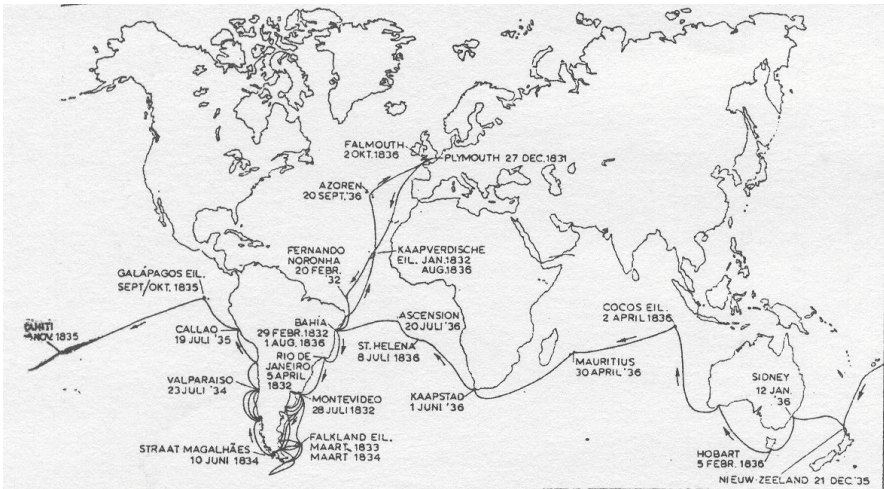 FALMOUTH
2 OKT. 1836
PLYMOUTH 27 DEC. 1831
AZOREN
20 SEPT. '36
FERNANDO
NORONHA
20 FEBR.
'32
KAAPVERDISCHE
EIL. JAN. 1832
AUG. 1836
GALÁPAGOS EIL.
SEPT/OKT. 1835
NOV. 1835
CALLAO
19 JULI '35
BAHÍA
29 FEBR. 1832
1 AUG. 1836
ASCENSION
20 JULI '36
COCOS EIL.
2 APRIL 1836
RIO DE
JANEIRO
5 APRIL
1832
ST. HELENA
8 JULI 1836
MAURITIUS
30 APRIL '36
VALPARAISO
23 JULI '34
MONTEVIDEO
28 JULI 1832
KAAPSTAD
1 JUNI '36
SIDNEY
12 JAN.
'36
STRAAT MAGALHÃES
10 JUNI 1834
FALKLAND EIL.
MAART 1833
MAART 1834
HOBART
5 FEBR. 1836
NIEUW-ZEELAND 21 DEC. '35